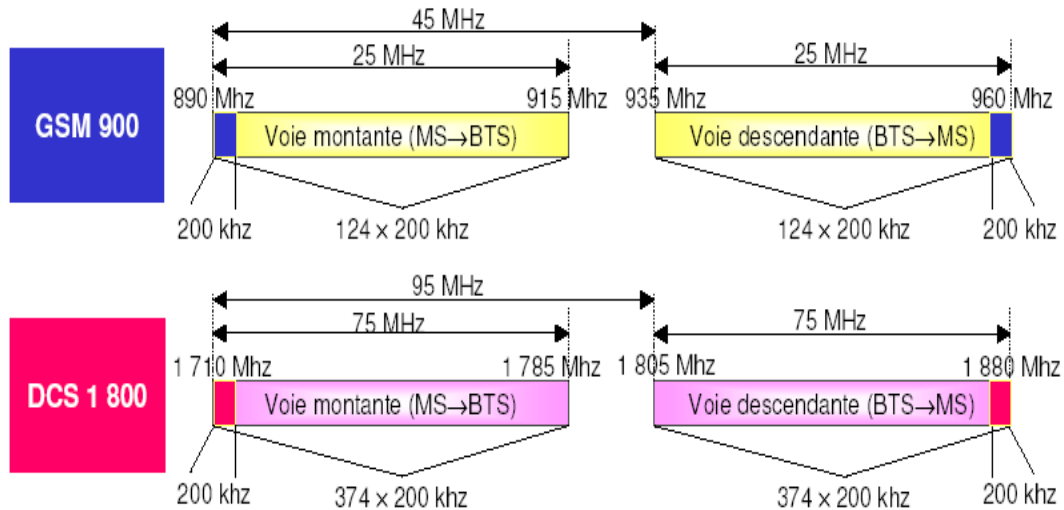 45 MHz
25 MHz 25 MHz
890 Mhz 915 Mhz 935 Mhz 960 Mhz
GSM 900
Voie montante (MS→BTS) Voie descendante (BTS→MS)
200 khz 124 x 200 khz 124 x 200 khz 200 khz
95 MHz
75 MHz 75 MHz
1 710 Mhz 1 785 Mhz 1 805 Mhz 1 880 Mhz
DCS 1 800
Voie montante (MS→BTS) Voie descendante (BTS→MS)
200 khz 374 x 200 khz 374 x 200 khz 200 khz